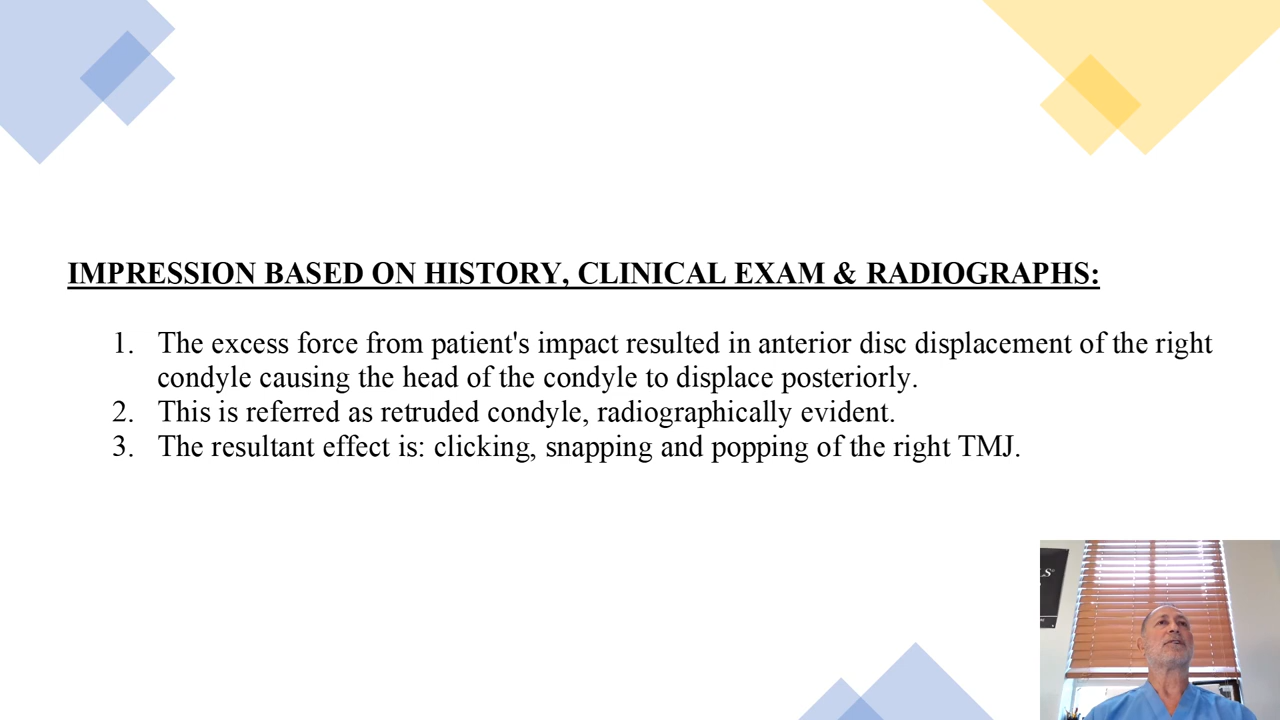 IMPRESSION BASED ON HISTORY, CLINICAL EXAM & RADIOGRAPHS:
1. The excess force from patient's impact resulted in anterior disc displacement of the right
condyle causing the head of the condyle to displace posteriorly.
2. This is referred as retruded condyle, radiographically evident.
3. The resultant effect is: clicking, snapping and popping of the right TMJ.